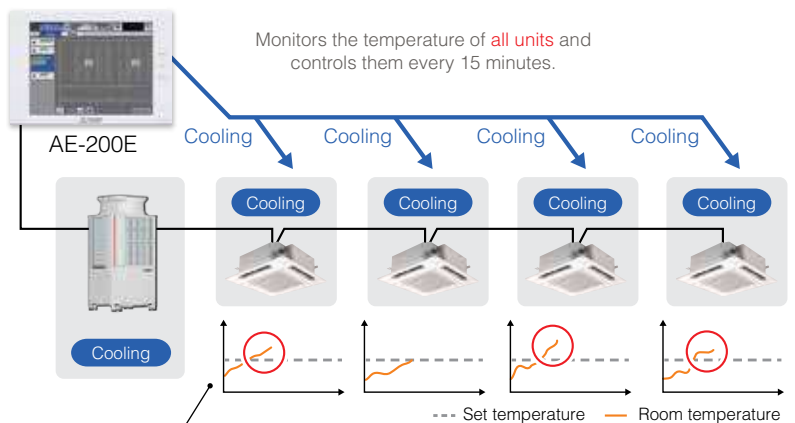 Monitors the temperature of all units and
controls them every 15 minutes.
AE-200E
Cooling Cooling Cooling Cooling
Cooling Cooling Cooling Cooling
Cooling
Set temperature Room temperature